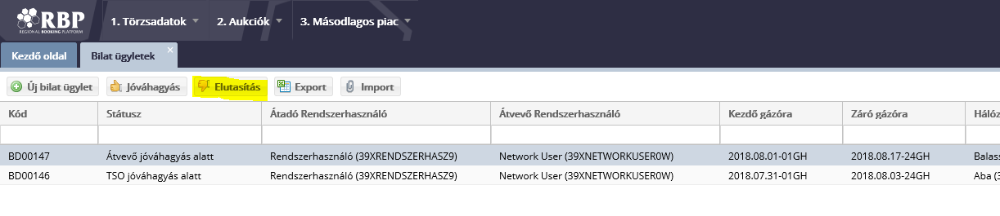 RBP
REGIONAL BOOKING PLATFORM
1. Törzsadatok 2. Aukciók 3. Másodlagos piac
Kezdő oldal Bilat ügyletek ×
Új bilat ügylet Jóváhagyás Elutasítás Export Import
Kód Státusz Átadó Rendszerhasználó Átvevő Rendszerhasználó Kezdő gázóra Záró gázóra Hálóz
BD00147 Átvevő jóváhagyás alatt Rendszerhasználó (39XRENDSZERHASZ9) Network User (39XNETWORKUSER0W) 2018.08.01-01GH 2018.08.17-24GH Balass
BD00146 TSO jóváhagyás alatt Rendszerhasználó (39XRENDSZERHASZ9) Network User (39XNETWORKUSER0W) 2018.07.31-01GH 2018.08.03-24GH Aba (3